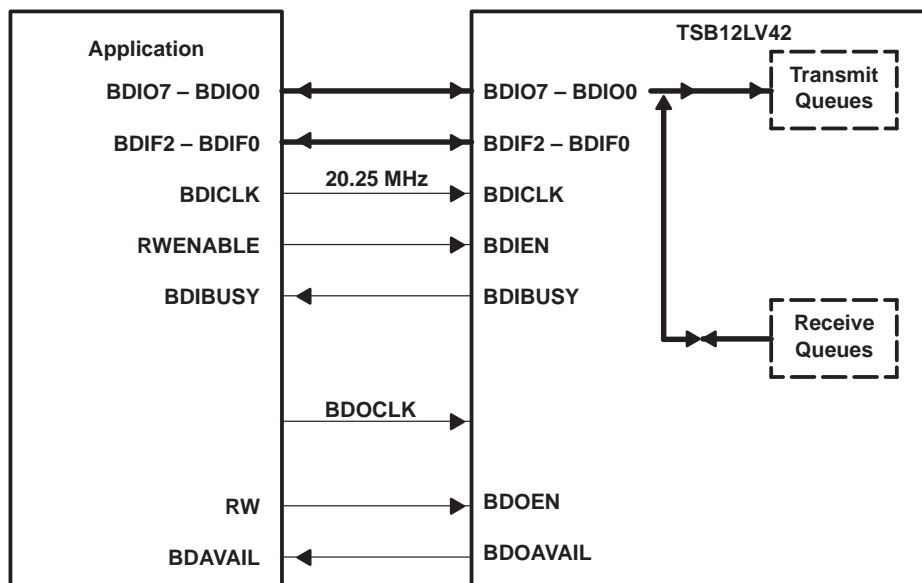 Application
TSB12LV42
BDIO7 – BDIO0
BDIO7 – BDIO0
Transmit
Queues
BDIF2 – BDIF0
BDIF2 – BDIF0
BDICLK
20.25 MHz
BDICLK
RWENABLE
BDIEN
BDIBUSY
BDIBUSY
Receive
Queues
BDOCLK
RW
BDOEN
BDAVAIL
BDOAVAIL